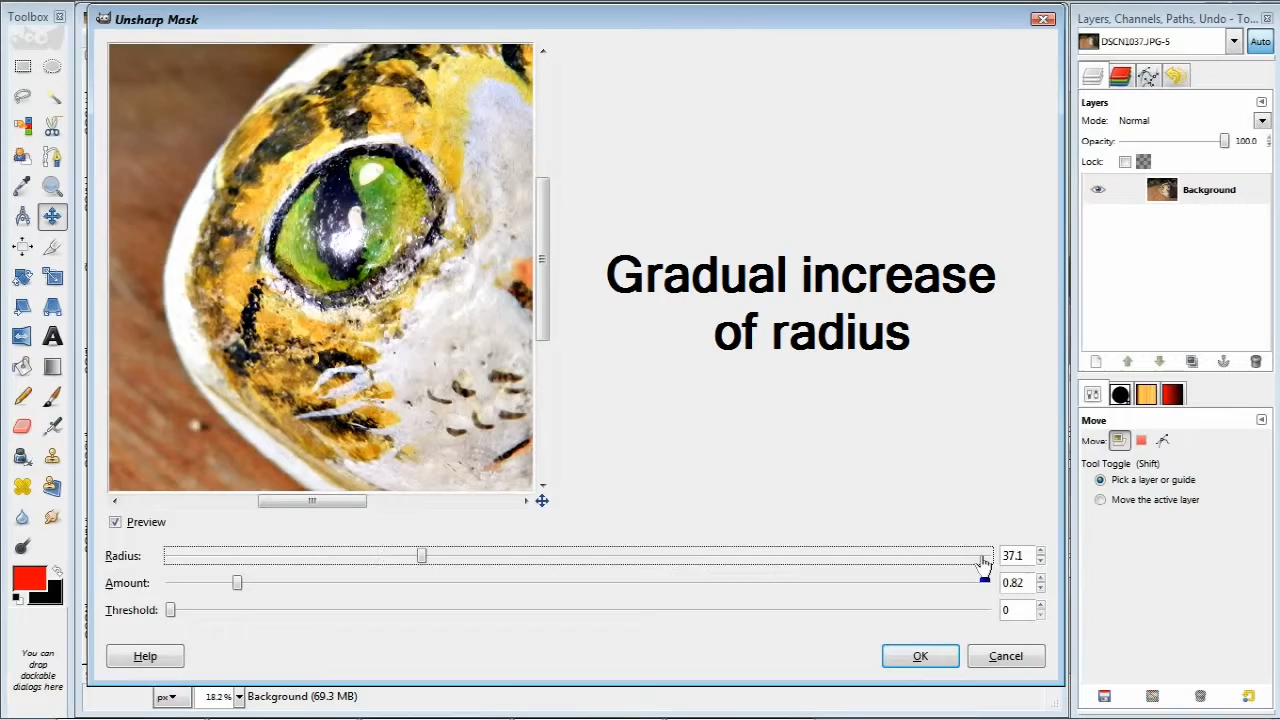 Toolbox
Unsharp Mask
Layers, Channels, Paths, Undo - To...
DSCN1037.JPG-5
Auto
Layers
Mode: Normal
Opacity: 100.0
Lock:
Background
Gradual increase
of radius
Move
Move:
Tool Toggle (Shift)
Pick a layer or guide
Move the active layer
Preview
Radius: 37.1
Amount: 0.82
Threshold: 0
Help
OK
Cancel
You can
drop
dockable
dialogs here
px
18.2%
Background (69.3 MB)